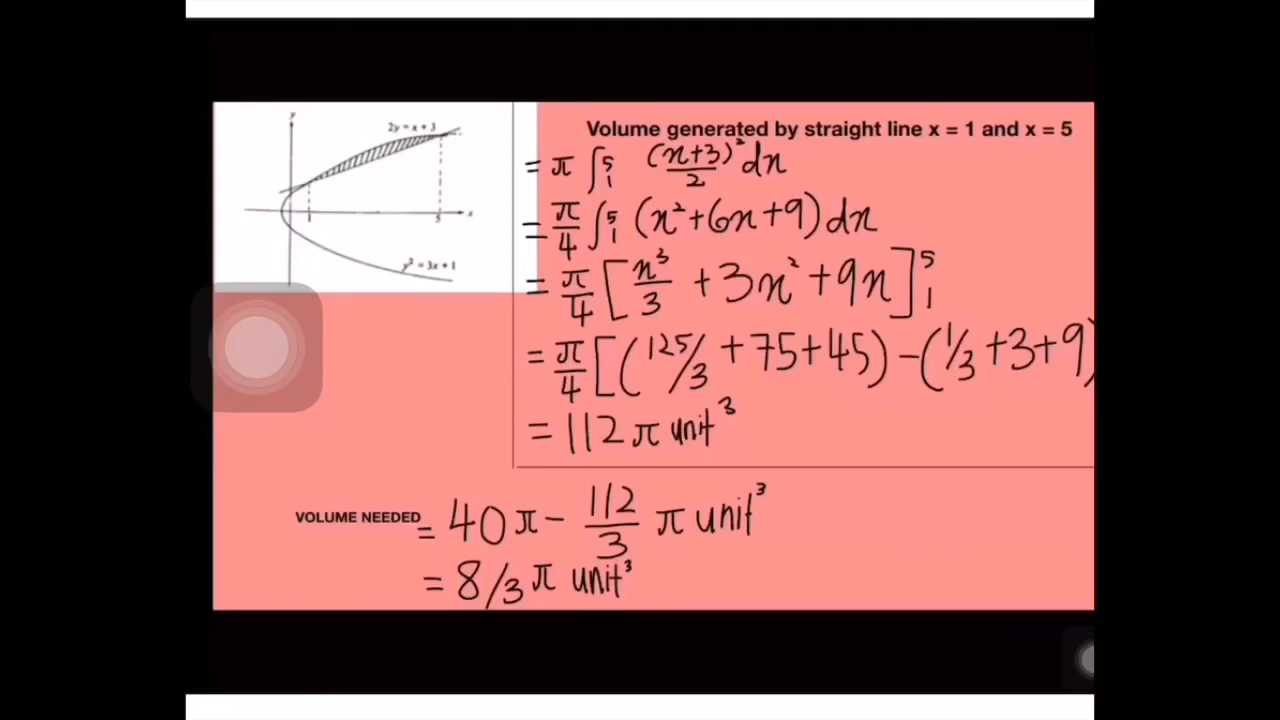 y
2y = x + 3
1
5
x
y² = 3x + 1
Volume generated by straight line x = 1 and x = 5
= π ∫₁⁵ (x+3)²/2 dx
= π/4 ∫₁⁵ (x²+6x+9) dx
= π/4 [x³/3 + 3x² + 9x]₁⁵
= π/4 [(125/3 + 75 + 45) − (1/3 + 3 + 9)
= 112 π unit³
VOLUME NEEDED = 40π − 112/3 π unit³
= 8/3 π unit³